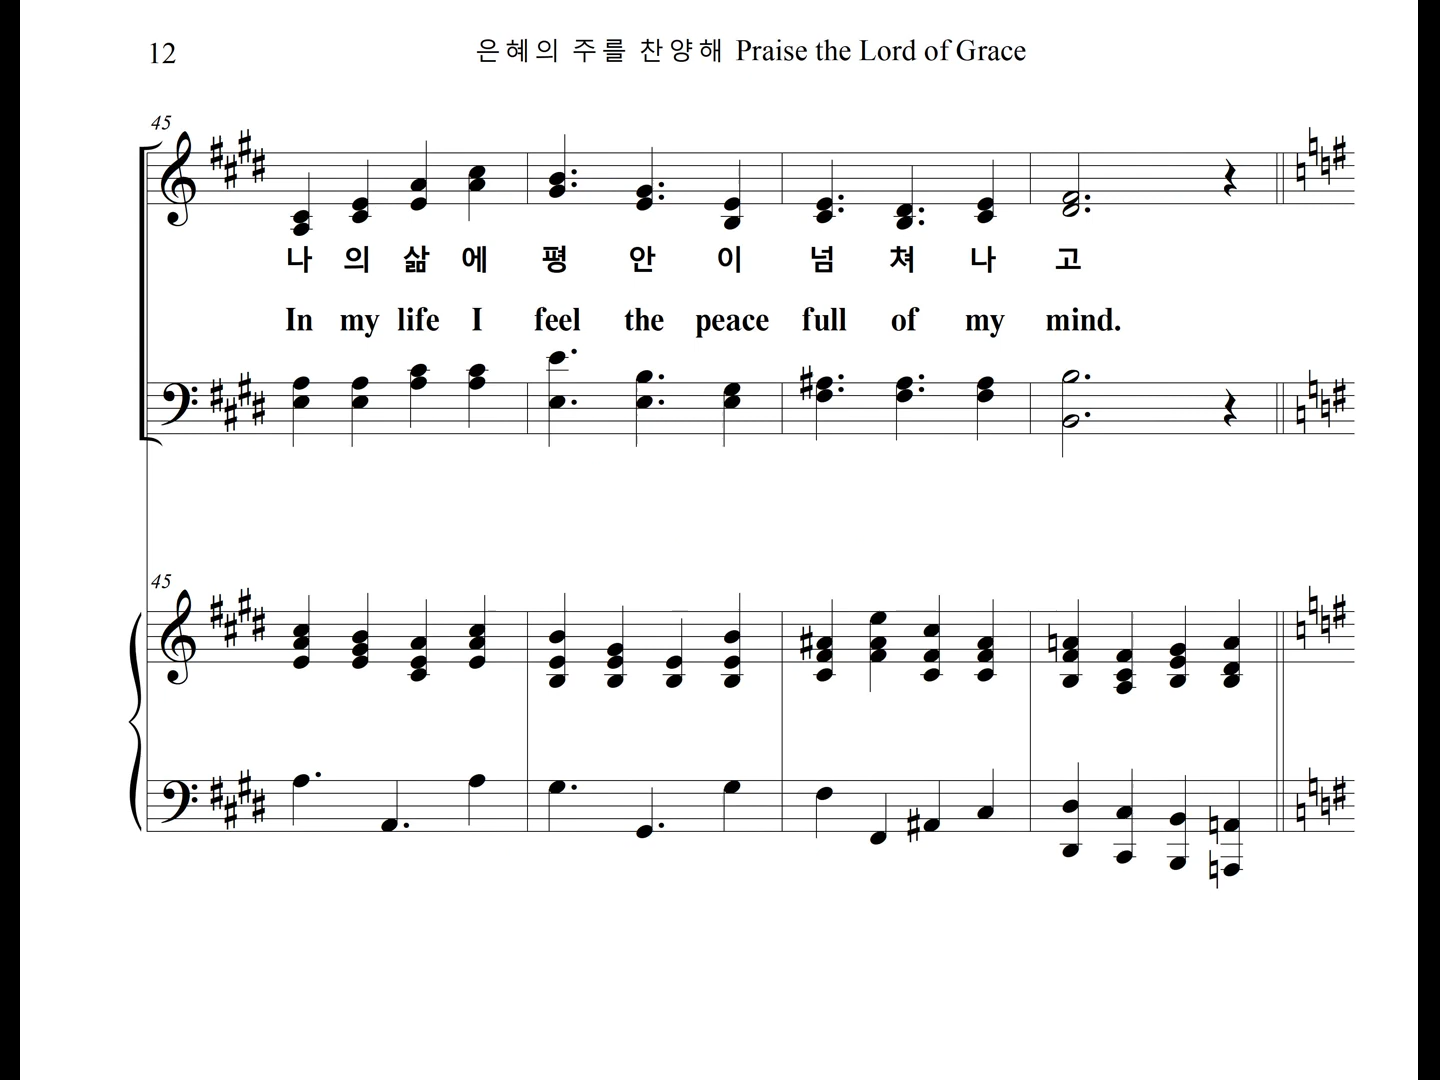 12
은혜의 주를 찬양해 Praise the Lord of Grace
45
나 의 삶 에 평 안 이 넘 쳐 나 고
In my life I feel the peace full of my mind.
45